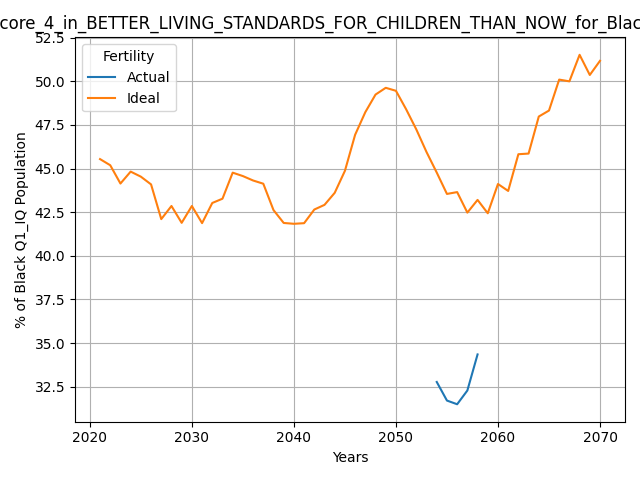 core_4_in_BETTER_LIVING_STANDARDS_FOR_CHILDREN_THAN_NOW_for_Blac
Fertility
Actual
Ideal
% of Black Q1_IQ Population
52.5
50.0
47.5
45.0
42.5
40.0
37.5
35.0
32.5
2020
2030
2040
2050
2060
2070
Years